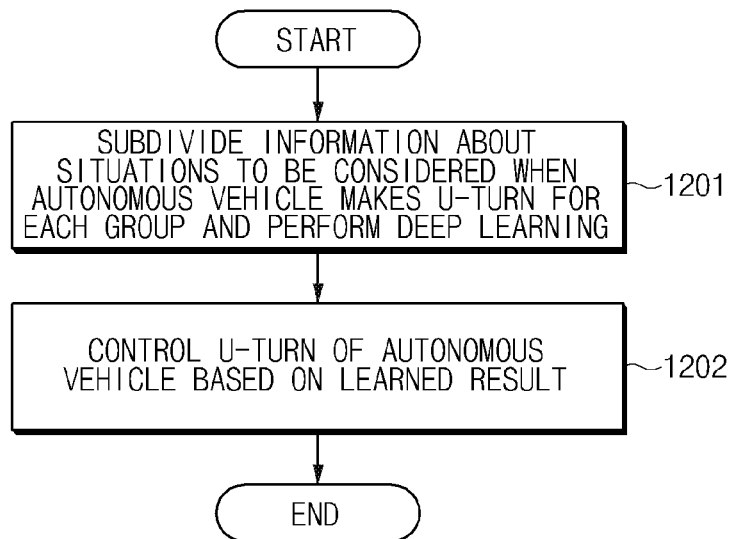 START
SUBDIVIDE INFORMATION ABOUT
SITUATIONS TO BE CONSIDERED WHEN
AUTONOMOUS VEHICLE MAKES U-TURN FOR
EACH GROUP AND PERFORM DEEP LEARNING
1201
CONTROL U-TURN OF AUTONOMOUS
VEHICLE BASED ON LEARNED RESULT
1202
END